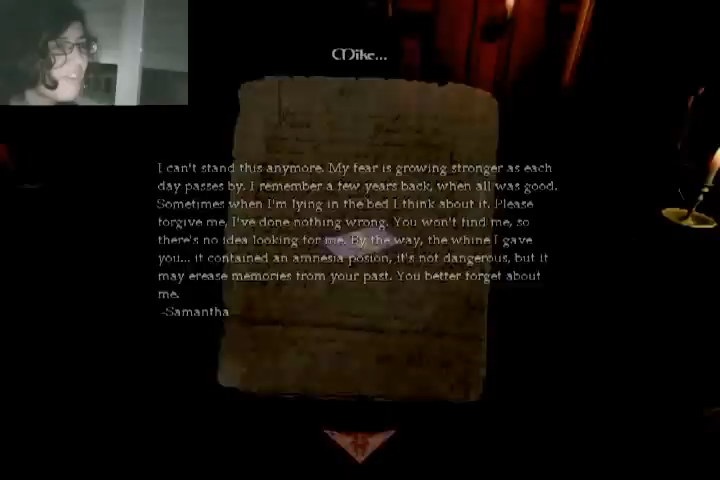 Mike...
I can't stand this anymore. My fear is growing stronger as each
day passes by. I remember a few years back, when all was good.
Sometimes when I'm lying in the bed I think about it. Please
forgive me, I've done nothing wrong. You won't find me, so
there's no idea looking for me. By the way, the whine I gave
you... it contained an amnesia posion, it's not dangerous, but it
may erease memories from your past. You better forget about
me.
-Samantha